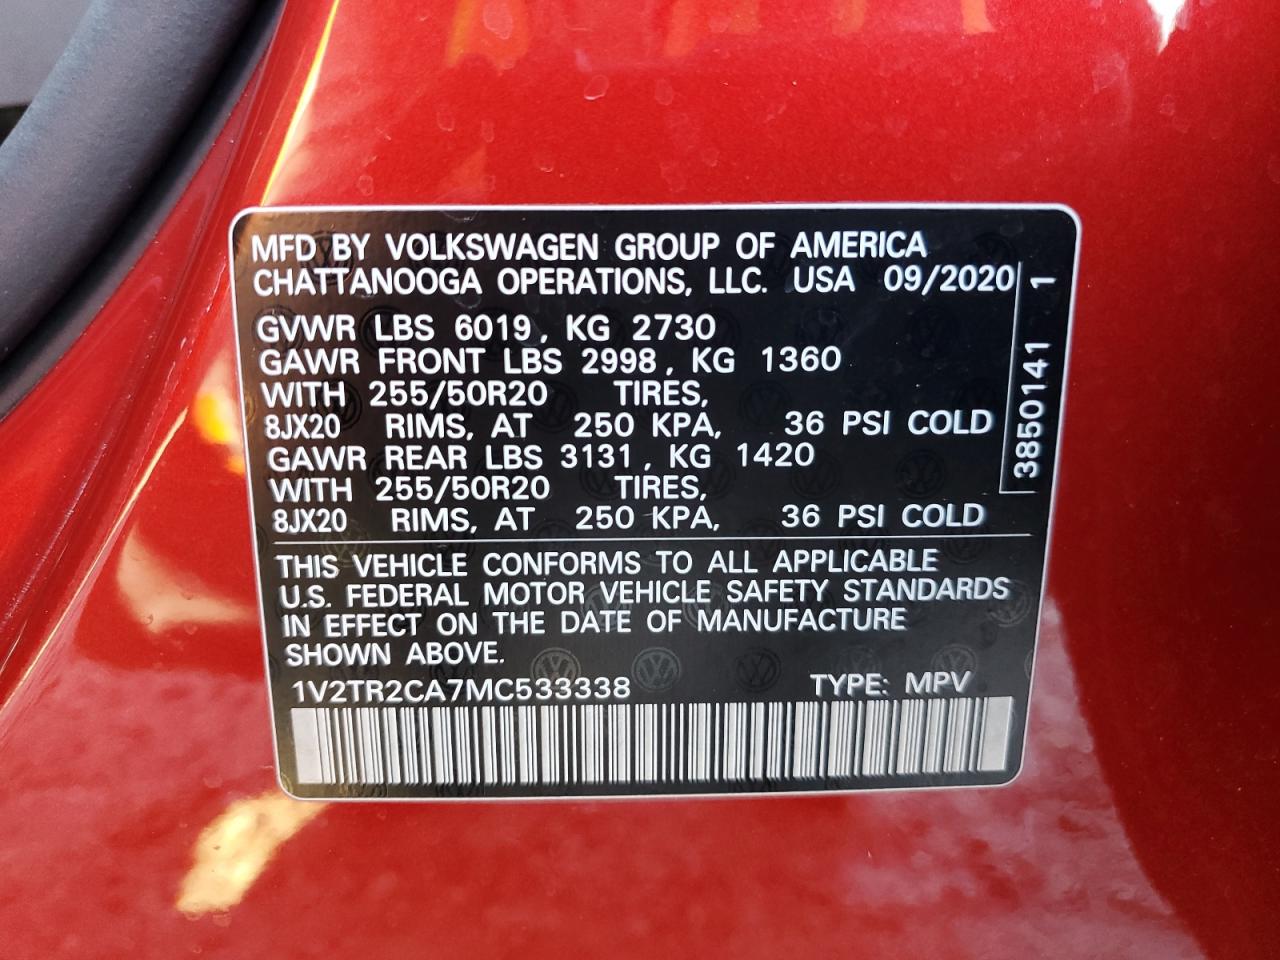 MFD BY VOLKSWAGEN GROUP OF AMERICA
CHATTANOOGA OPERATIONS, LLC. USA 09/2020
GVWR LBS 6019, KG 2730
GAWR FRONT LBS 2998, KG 1360
WITH 255/50R20 TIRES,
8JX20 RIMS, AT 250 KPA, 36 PSI COLD
GAWR REAR LBS 3131, KG 1420
WITH 255/50R20 TIRES,
8JX20 RIMS, AT 250 KPA, 36 PSI COLD
3850141 1
THIS VEHICLE CONFORMS TO ALL APPLICABLE
U.S. FEDERAL MOTOR VEHICLE SAFETY STANDARDS
IN EFFECT ON THE DATE OF MANUFACTURE
SHOWN ABOVE.
1V2TR2CA7MC533338 TYPE: MPV